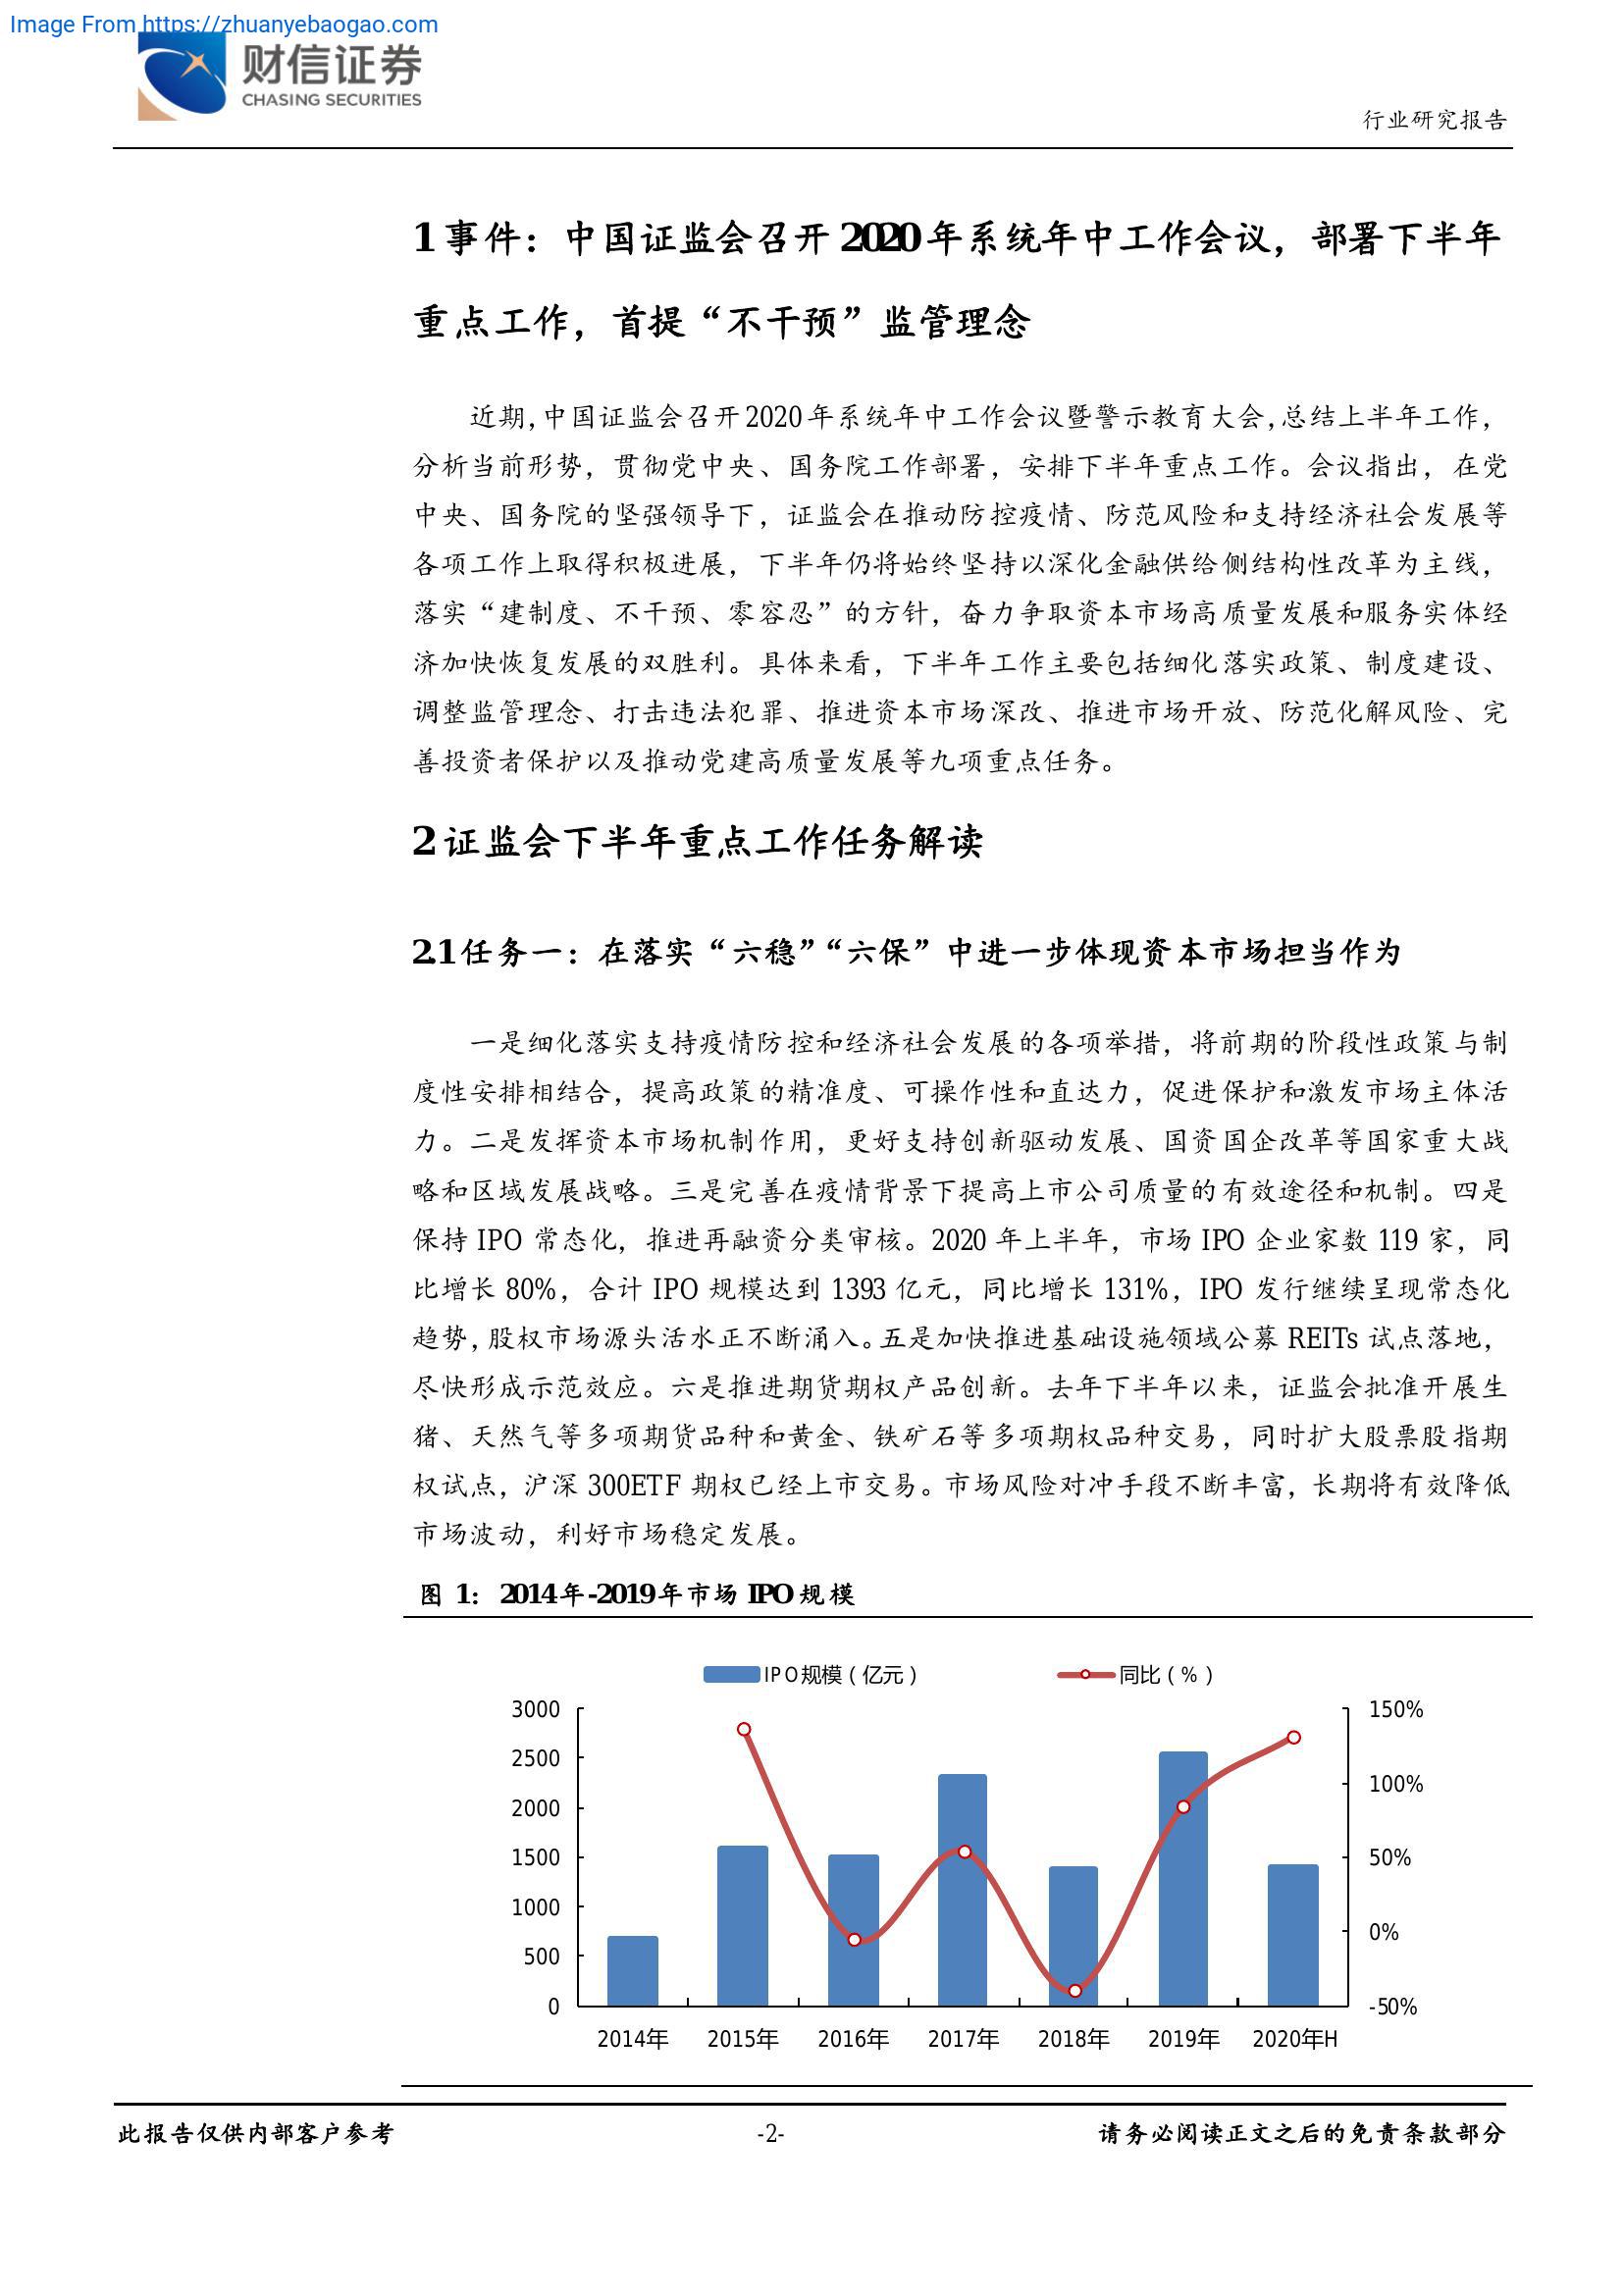 Image From https://zhuanyebaogao.com
财信证券
CHASING SECURITIES
行业研究报告
1 事件：中国证监会召开 2020 年系统年中工作会议，部署下半年
重点工作，首提“不干预”监管理念
近期，中国证监会召开 2020 年系统年中工作会议暨警示教育大会，总结上半年工作，
分析当前形势，贯彻党中央、国务院工作部署，安排下半年重点工作。会议指出，在党
中央、国务院的坚强领导下，证监会在推动防控疫情、防范风险和支持经济社会发展等
各项工作上取得积极进展，下半年仍将始终坚持以深化金融供给侧结构性改革为主线，
落实“建制度、不干预、零容忍”的方针，奋力争取资本市场高质量发展和服务实体经
济加快恢复发展的双胜利。具体来看，下半年工作主要包括细化落实政策、制度建设、
调整监管理念、打击违法犯罪、推进资本市场深改、推进市场开放、防范化解风险、完
善投资者保护以及推动党建高质量发展等九项重点任务。
2 证监会下半年重点工作任务解读
2.1 任务一：在落实“六稳”“六保”中进一步体现资本市场担当作为
一是细化落实支持疫情防控和经济社会发展的各项举措，将前期的阶段性政策与制
度性安排相结合，提高政策的精准度、可操作性和直达力，促进保护和激发市场主体活
力。二是发挥资本市场机制作用，更好支持创新驱动发展、国资国企改革等国家重大战
略和区域发展战略。三是完善在疫情背景下提高上市公司质量的有效途径和机制。四是
保持 IPO 常态化，推进再融资分类审核。2020 年上半年，市场 IPO 企业家数 119 家，同
比增长 80%，合计 IPO 规模达到 1393 亿元，同比增长 131%，IPO 发行继续呈现常态化
趋势，股权市场源头活水正不断涌入。五是加快推进基础设施领域公募 REITs 试点落地，
尽快形成示范效应。六是推进期货期权产品创新。去年下半年以来，证监会批准开展生
猪、天然气等多项期货品种和黄金、铁矿石等多项期权品种交易，同时扩大股票股指期
权试点，沪深 300ETF 期权已经上市交易。市场风险对冲手段不断丰富，长期将有效降低
市场波动，利好市场稳定发展。
图 1：2014 年-2019 年市场 IPO 规模
IPO规模（亿元） 同比（%）
3000 150%
2500
2000 100%
1500 50%
1000 0%
500
0 -50%
2014年 2015年 2016年 2017年 2018年 2019年 2020年H
此报告仅供内部客户参考 -2- 请务必阅读正文之后的免责条款部分